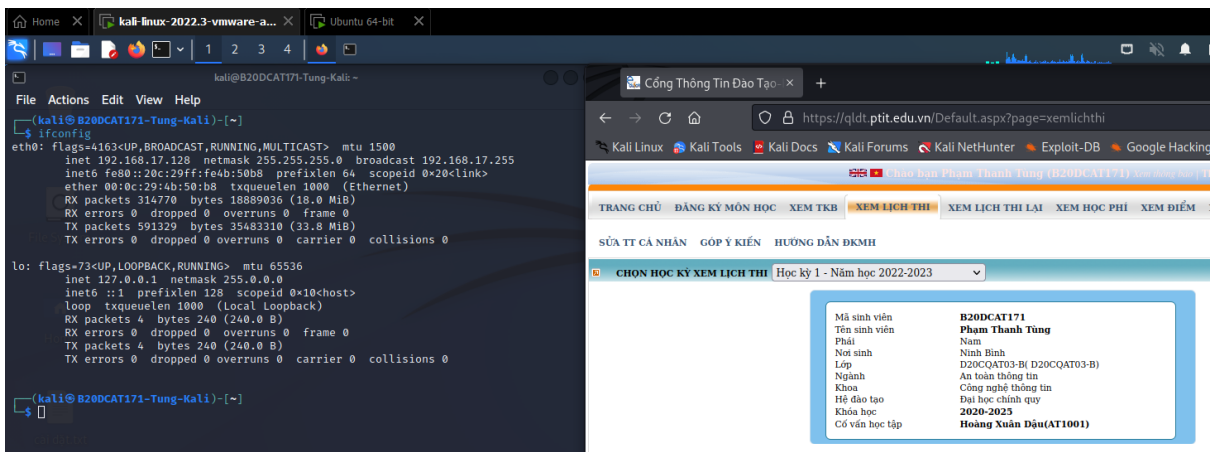 Home
kali-linux-2022.3-vmware-a...
Ubuntu 64-bit
1 2 3 4
kali@B20DCAT171-Tung-Kali: ~
File Actions Edit View Help
┌──(kali㉿B20DCAT171-Tung-Kali)-[~]
└─$ ifconfig
eth0: flags=4163<UP,BROADCAST,RUNNING,MULTICAST> mtu 1500
inet 192.168.17.128 netmask 255.255.255.0 broadcast 192.168.17.255
inet6 fe80::20c:29ff:fe4b:50b8 prefixlen 64 scopeid 0×20<link>
ether 00:0c:29:4b:50:b8 txqueuelen 1000 (Ethernet)
RX packets 314770 bytes 18889036 (18.0 MiB)
RX errors 0 dropped 0 overruns 0 frame 0
TX packets 591329 bytes 35483310 (33.8 MiB)
TX errors 0 dropped 0 overruns 0 carrier 0 collisions 0
lo: flags=73<UP,LOOPBACK,RUNNING> mtu 65536
inet 127.0.0.1 netmask 255.0.0.0
inet6 ::1 prefixlen 128 scopeid 0×10<host>
loop txqueuelen 1000 (Local Loopback)
RX packets 4 bytes 240 (240.0 B)
RX errors 0 dropped 0 overruns 0 frame 0
TX packets 4 bytes 240 (240.0 B)
TX errors 0 dropped 0 overruns 0 carrier 0 collisions 0
┌──(kali㉿B20DCAT171-Tung-Kali)-[~]
└─$
Cổng Thông Tin Đào Tạo-
https://qldt.ptit.edu.vn/Default.aspx?page=xemlichthi
Kali Linux Kali Tools Kali Docs Kali Forums Kali NetHunter Exploit-DB Google Hacking
Chào bạn Phạm Thanh Tùng (B20DCAT171)
TRANG CHỦ ĐĂNG KÝ MÔN HỌC XEM TKB XEM LỊCH THI XEM LỊCH THI LẠI XEM HỌC PHÍ XEM ĐIỂM
SỬA TT CÁ NHÂN GÓP Ý KIẾN HƯỚNG DẪN ĐKMH
CHỌN HỌC KỲ XEM LỊCH THI Học kỳ 1 - Năm học 2022-2023
Mã sinh viên B20DCAT171
Tên sinh viên Phạm Thanh Tùng
Phái Nam
Nơi sinh Ninh Bình
Lớp D20CQAT03-B( D20CQAT03-B)
Ngành An toàn thông tin
Khoa Công nghệ thông tin
Hệ đào tạo Đại học chính quy
Khóa học 2020-2025
Cố vấn học tập Hoàng Xuân Dậu(AT1001)